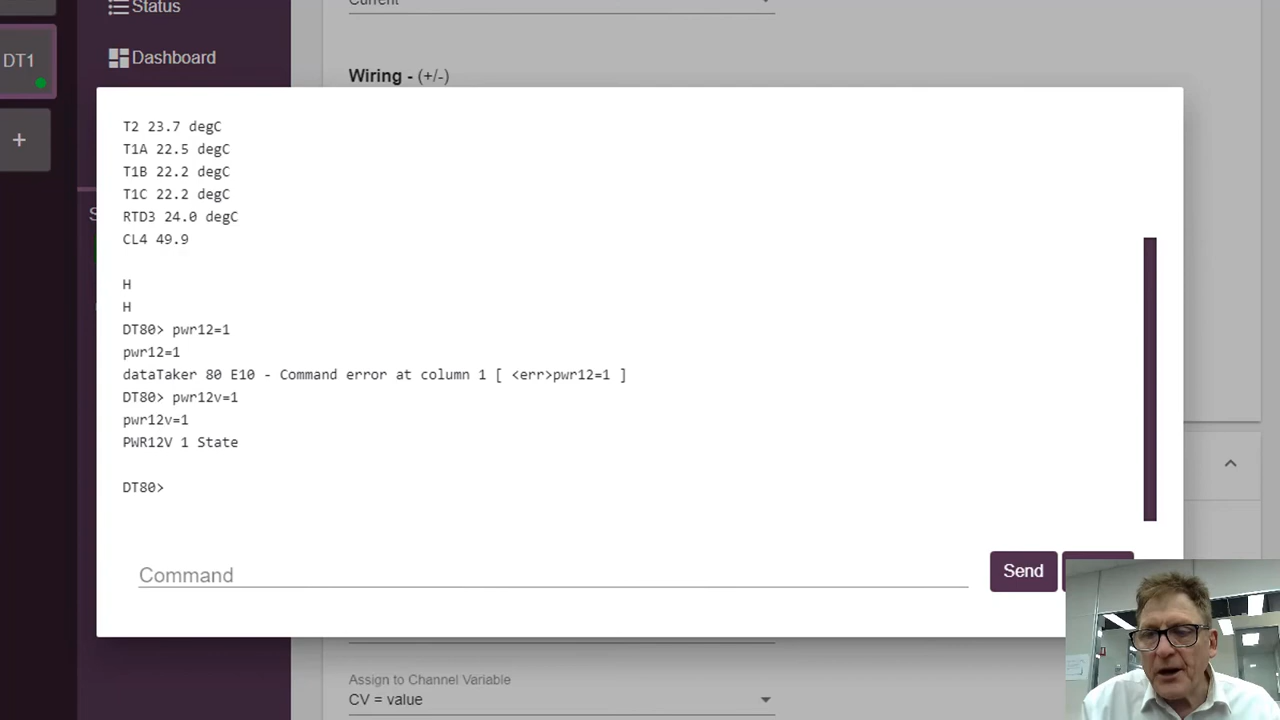 Status
Current
DT1
Dashboard
Wiring - (+/-)
+
T2 23.7 degC
T1A 22.5 degC
T1B 22.2 degC
T1C 22.2 degC
RTD3 24.0 degC
CL4 49.9
H
H
DT80> pwr12=1
pwr12=1
dataTaker 80 E10 - Command error at column 1 [ <err>pwr12=1 ]
DT80> pwr12v=1
pwr12v=1
PWR12V 1 State
DT80>
Command
Send
Assign to Channel Variable
CV = value